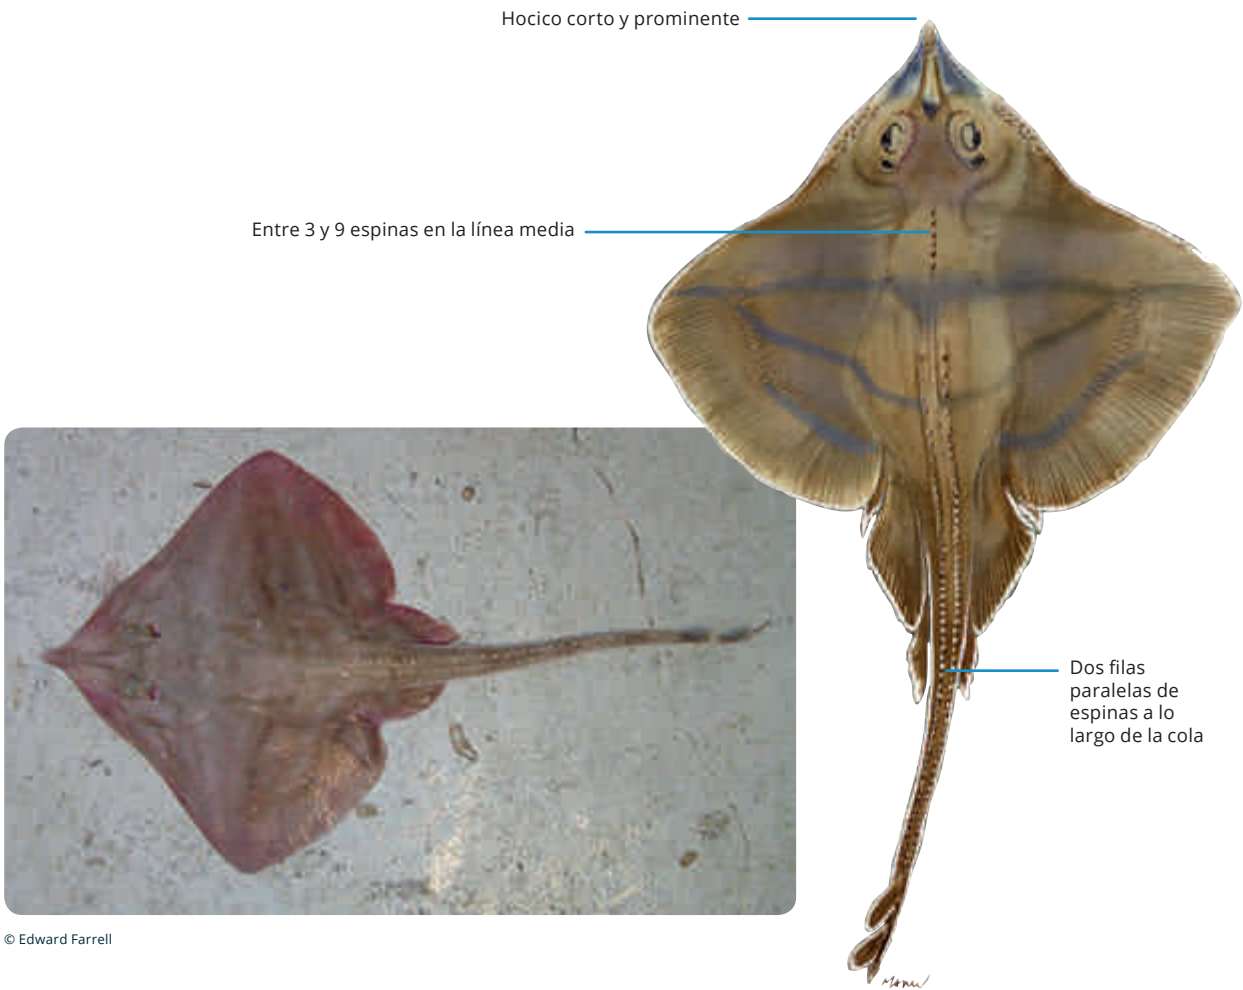 Hocico corto y prominente
Entre 3 y 9 espinas en la línea media
Dos filas
paralelas de
espinas a lo
largo de la cola
© Edward Farrell